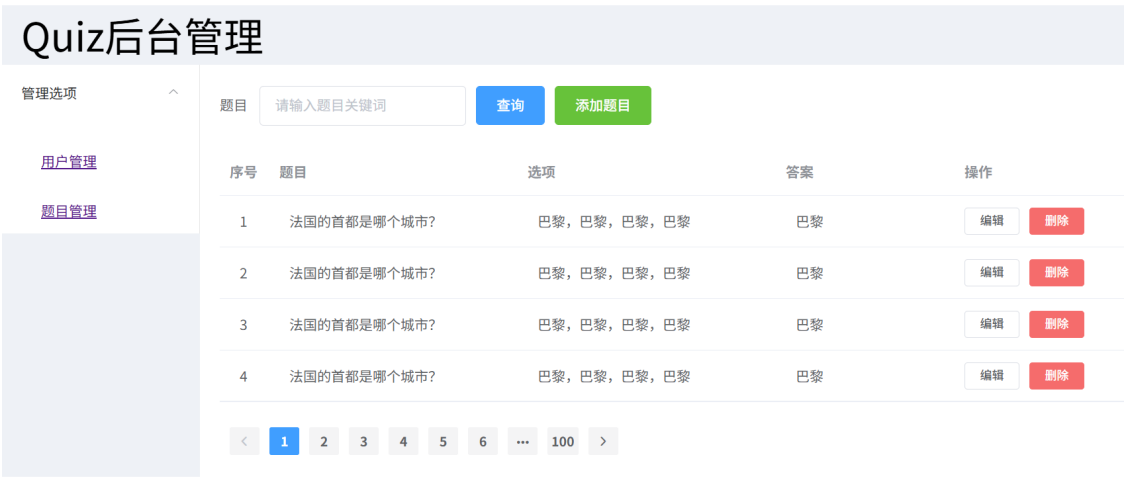 Quiz后台管理
管理选项
用户管理
题目管理
题目 请输入题目关键词 查询 添加题目
序号 题目 选项 答案 操作
1 法国的首都是哪个城市? 巴黎，巴黎，巴黎，巴黎 巴黎 编辑 删除
2 法国的首都是哪个城市? 巴黎，巴黎，巴黎，巴黎 巴黎 编辑 删除
3 法国的首都是哪个城市? 巴黎，巴黎，巴黎，巴黎 巴黎 编辑 删除
4 法国的首都是哪个城市? 巴黎，巴黎，巴黎，巴黎 巴黎 编辑 删除
< 1 2 3 4 5 6 ••• 100 >